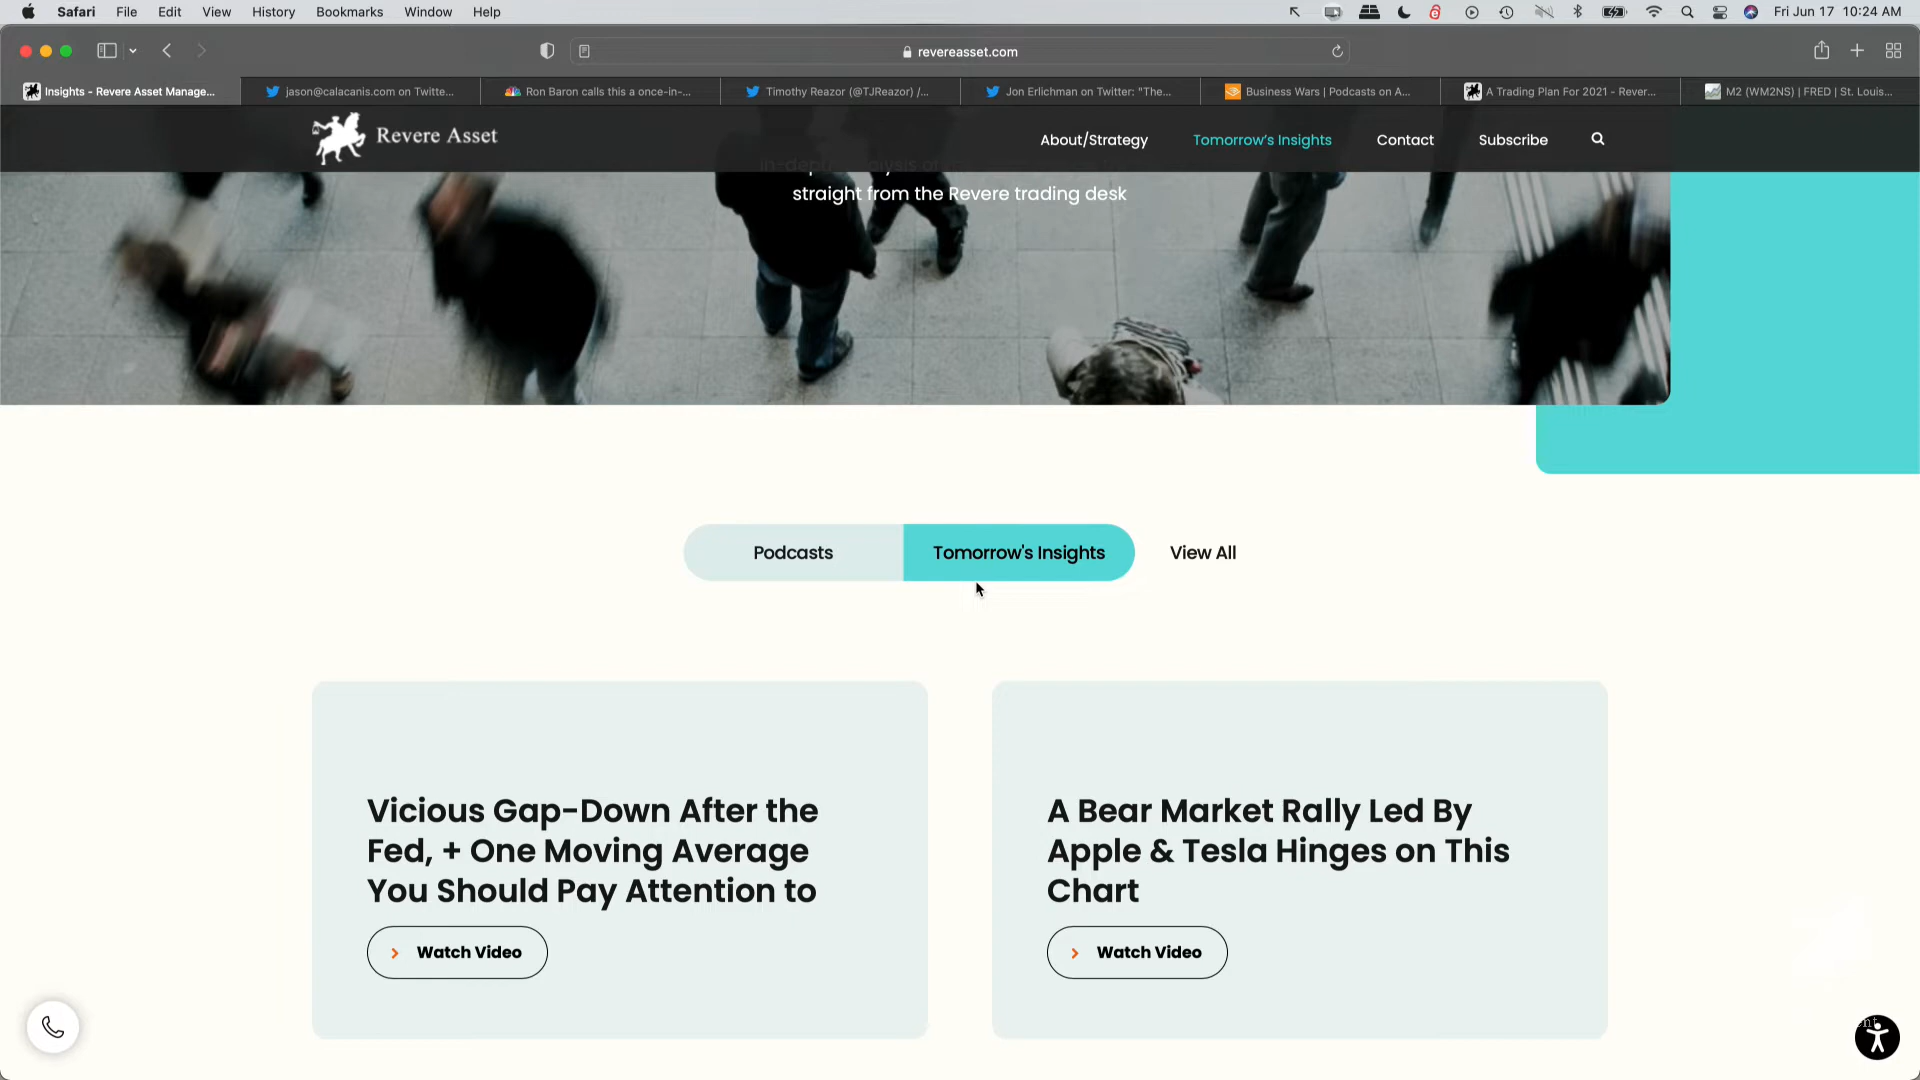 Safari File Edit View History Bookmarks Window Help Fri Jun 17 10:24 AM
revereasset.com
Insights - Revere Asset Manage... jason@calacanis.com on Twitte... Ron Baron calls this a once-in-... Timothy Reazor (@TJReazor) /... Jon Erlichman on Twitter: "The... Business Wars | Podcasts on A... A Trading Plan For 2021 - Rever... M2 (WM2NS) | FRED | St. Louis...
Revere Asset About/Strategy Tomorrow's Insights Contact Subscribe
straight from the Revere trading desk
Podcasts Tomorrow's Insights View All
Vicious Gap-Down After the
Fed, + One Moving Average
You Should Pay Attention to
Watch Video
A Bear Market Rally Led By
Apple & Tesla Hinges on This
Chart
Watch Video